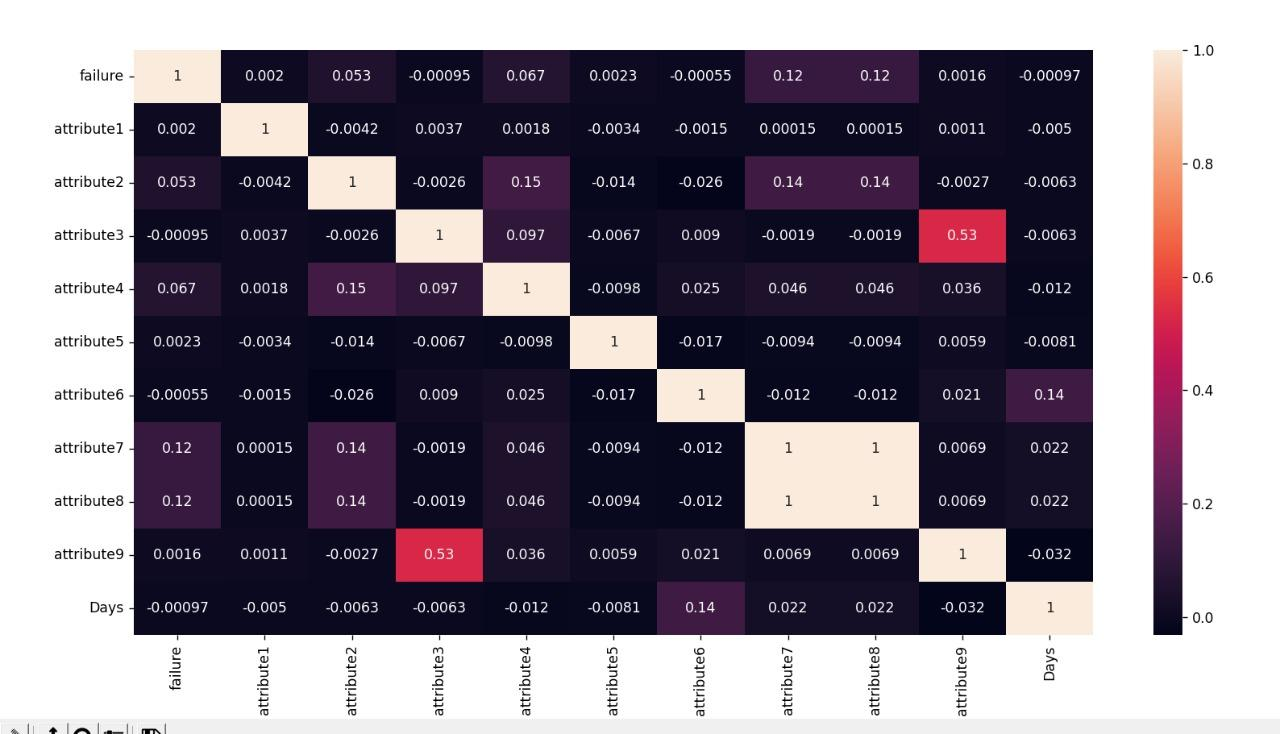 failure 1 0.002 0.053 -0.00095 0.067 0.0023 -0.00055 0.12 0.12 0.0016 -0.00097
attribute1 0.002 1 -0.0042 0.0037 0.0018 -0.0034 -0.0015 0.00015 0.00015 0.0011 -0.005
attribute2 0.053 -0.0042 1 -0.0026 0.15 -0.014 -0.026 0.14 0.14 -0.0027 -0.0063
attribute3 -0.00095 0.0037 -0.0026 1 0.097 -0.0067 0.009 -0.0019 -0.0019 0.53 -0.0063
attribute4 0.067 0.0018 0.15 0.097 1 -0.0098 0.025 0.046 0.046 0.036 -0.012
attribute5 0.0023 -0.0034 -0.014 -0.0067 -0.0098 1 -0.017 -0.0094 -0.0094 0.0059 -0.0081
attribute6 -0.00055 -0.0015 -0.026 0.009 0.025 -0.017 1 -0.012 -0.012 0.021 0.14
attribute7 0.12 0.00015 0.14 -0.0019 0.046 -0.0094 -0.012 1 1 0.0069 0.022
attribute8 0.12 0.00015 0.14 -0.0019 0.046 -0.0094 -0.012 1 1 0.0069 0.022
attribute9 0.0016 0.0011 -0.0027 0.53 0.036 0.0059 0.021 0.0069 0.0069 1 -0.032
Days -0.00097 -0.005 -0.0063 -0.0063 -0.012 -0.0081 0.14 0.022 0.022 -0.032 1
failure attribute1 attribute2 attribute3 attribute4 attribute5 attribute6 attribute7 attribute8 attribute9 Days
1.0
0.8
0.6
0.4
0.2
0.0